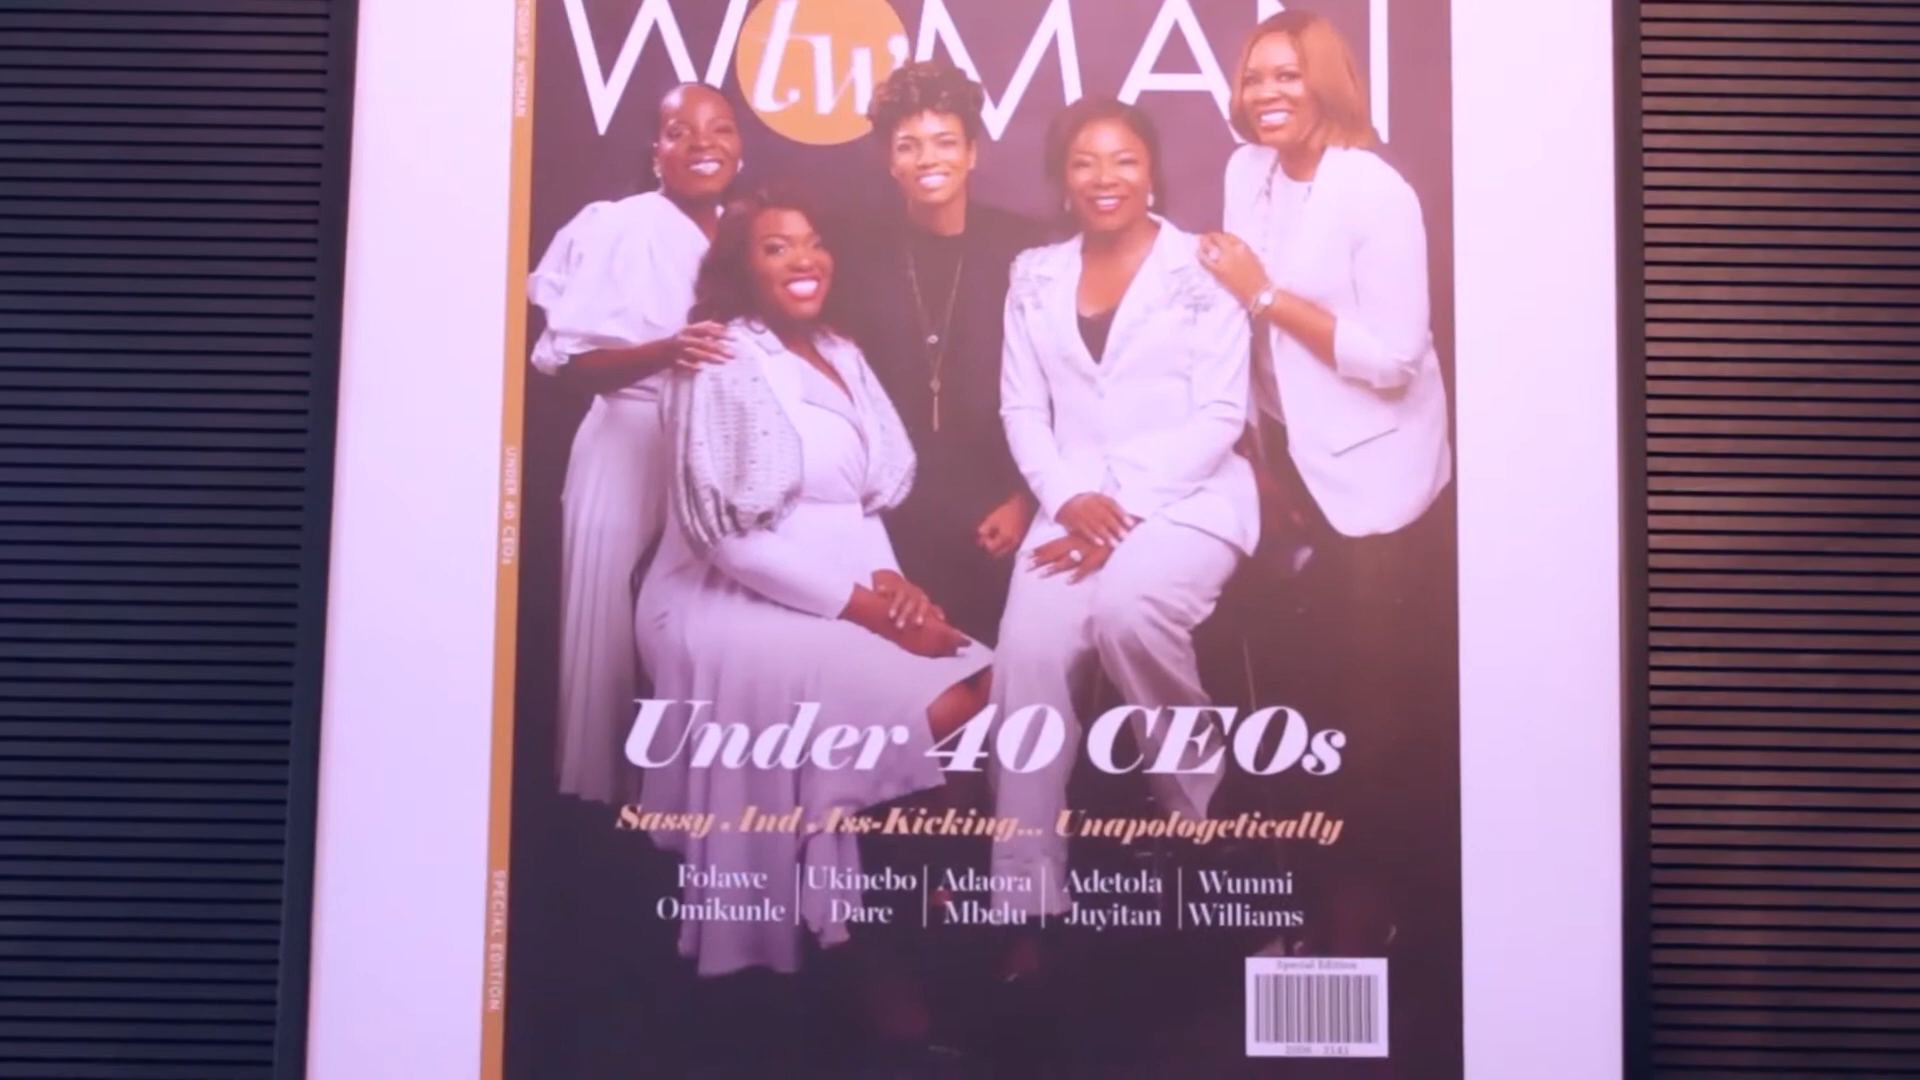 WOMAN
tw
TODAY'S WOMAN
UNDER 40 CEOs
SPECIAL EDITION
Under 40 CEOs
Sassy And Ass-Kicking... Unapologetically
Folawe Omikunle
Ukinebo Dare
Adaora Mbelu
Adetola Juyitan
Wunmi Williams
Special Edition